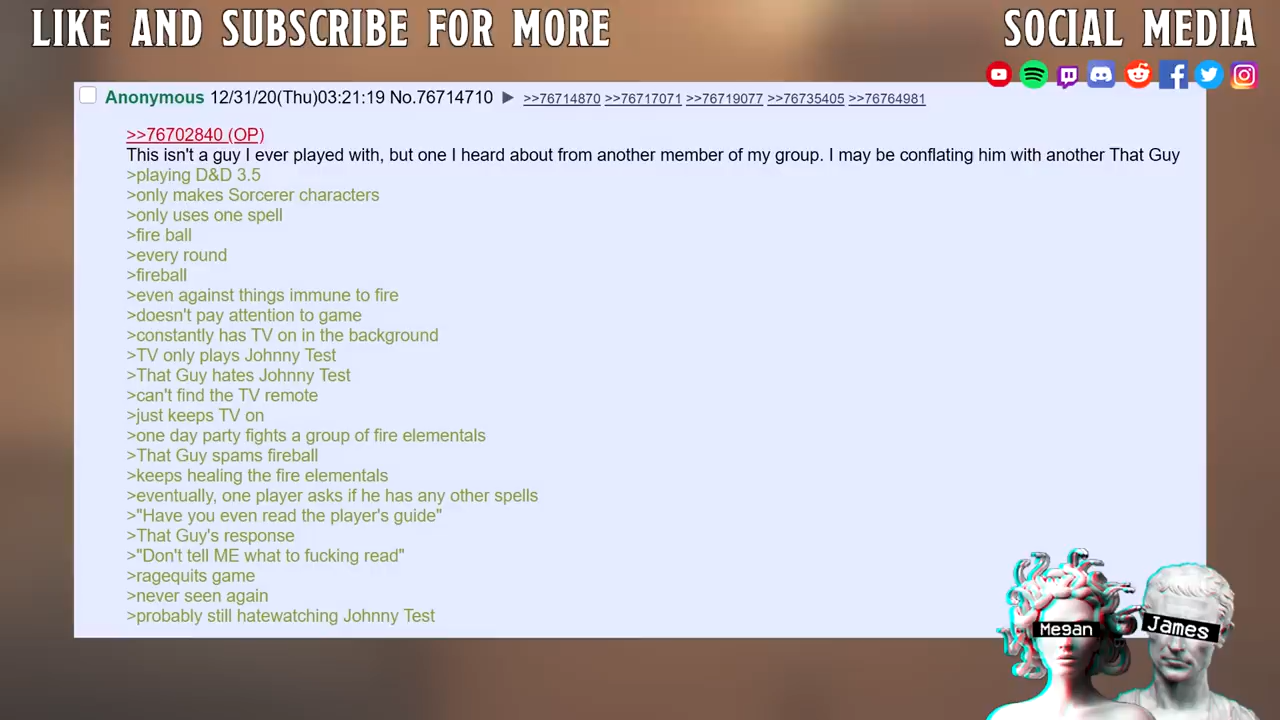 LIKE AND SUBSCRIBE FOR MORE
SOCIAL MEDIA
Anonymous 12/31/20(Thu)03:21:19 No.76714710 ▶ >>76714870 >>76717071 >>76719077 >>76735405 >>76764981
>>76702840 (OP)
This isn't a guy I ever played with, but one I heard about from another member of my group. I may be conflating him with another That Guy
>playing D&D 3.5
>only makes Sorcerer characters
>only uses one spell
>fire ball
>every round
>fireball
>even against things immune to fire
>doesn't pay attention to game
>constantly has TV on in the background
>TV only plays Johnny Test
>That Guy hates Johnny Test
>can't find the TV remote
>just keeps TV on
>one day party fights a group of fire elementals
>That Guy spams fireball
>keeps healing the fire elementals
>eventually, one player asks if he has any other spells
>"Have you even read the player's guide"
>That Guy's response
>"Don't tell ME what to fucking read"
>ragequits game
>never seen again
>probably still hatewatching Johnny Test
Megan
James